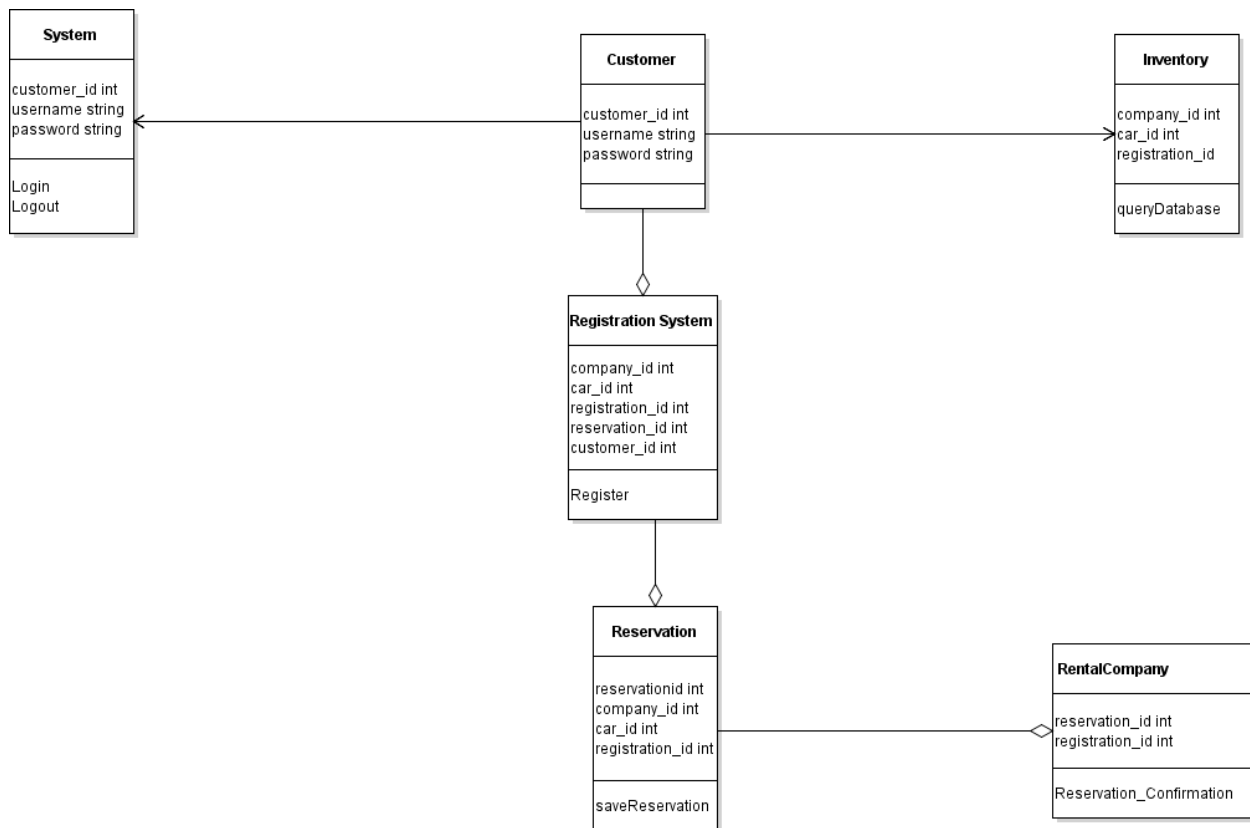 System
customer_id int
username string
password string
Login
Logout
Customer
customer_id int
username string
password string
Inventory
company_id int
car_id int
registration_id
queryDatabase
Registration System
company_id int
car_id int
registration_id int
reservation_id int
customer_id int
Register
Reservation
reservationid int
company_id int
car_id int
registration_id int
saveReservation
RentalCompany
reservation_id int
registration_id int
Reservation_Confirmation